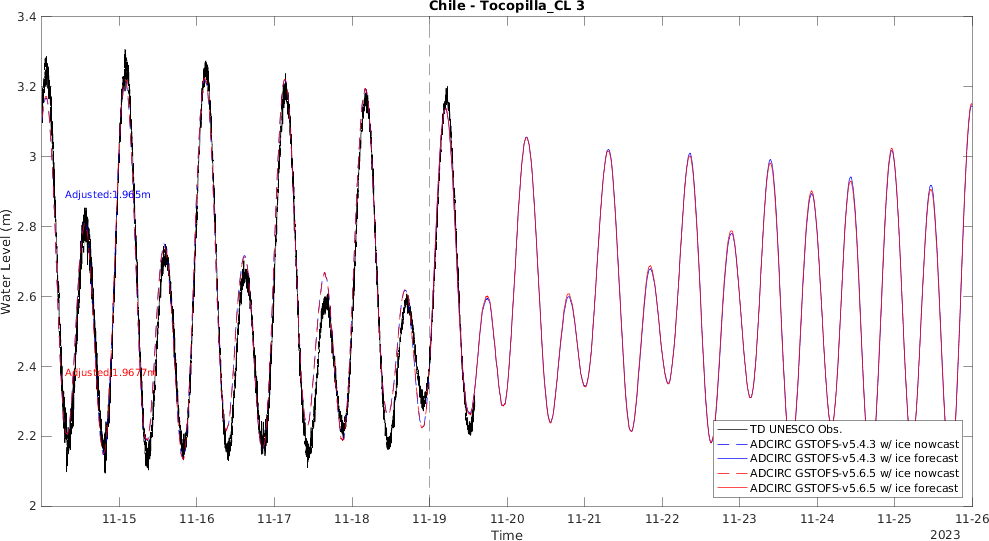 Chile - Tocopilla_CL 3
3.4
3.2
3
2.8
2.6
2.4
2.2
2
Water Level (m)
Adjusted:1.965m
Adjusted:1.9677m
TD UNESCO Obs.
ADCIRC GSTOFS-v5.4.3 w/ ice nowcast
ADCIRC GSTOFS-v5.4.3 w/ ice forecast
ADCIRC GSTOFS-v5.6.5 w/ ice nowcast
ADCIRC GSTOFS-v5.6.5 w/ ice forecast
11-15 11-16 11-17 11-18 11-19 11-20 11-21 11-22 11-23 11-24 11-25 11-26
Time
2023